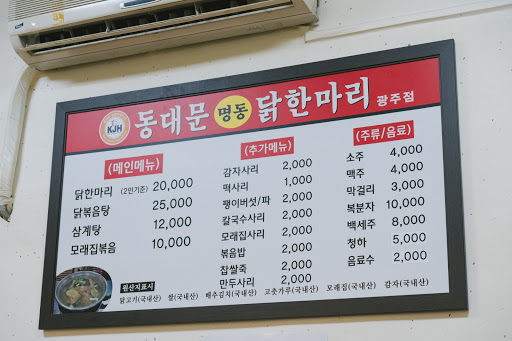 KJH 동대문 명동 닭한마리 광주점
(메인메뉴)
닭한마리 (2인기준) 20,000
닭볶음탕 25,000
삼계탕 12,000
모래집볶음 10,000
(추가메뉴)
감자사리 2,000
떡사리 1,000
팽이버섯/파 2,000
칼국수사리 2,000
모래집사리 2,000
볶음밥 2,000
찹쌀죽 2,000
만두사리 2,000
(주류/음료)
소주 4,000
맥주 4,000
막걸리 3,000
복분자 10,000
백세주 8,000
청하 5,000
음료수 2,000
원산지표시
닭고기(국내산) 쌀(국내산) 배추김치(국내산) 고춧가루(국내산) 모래집(국내산) 감자(국내산)